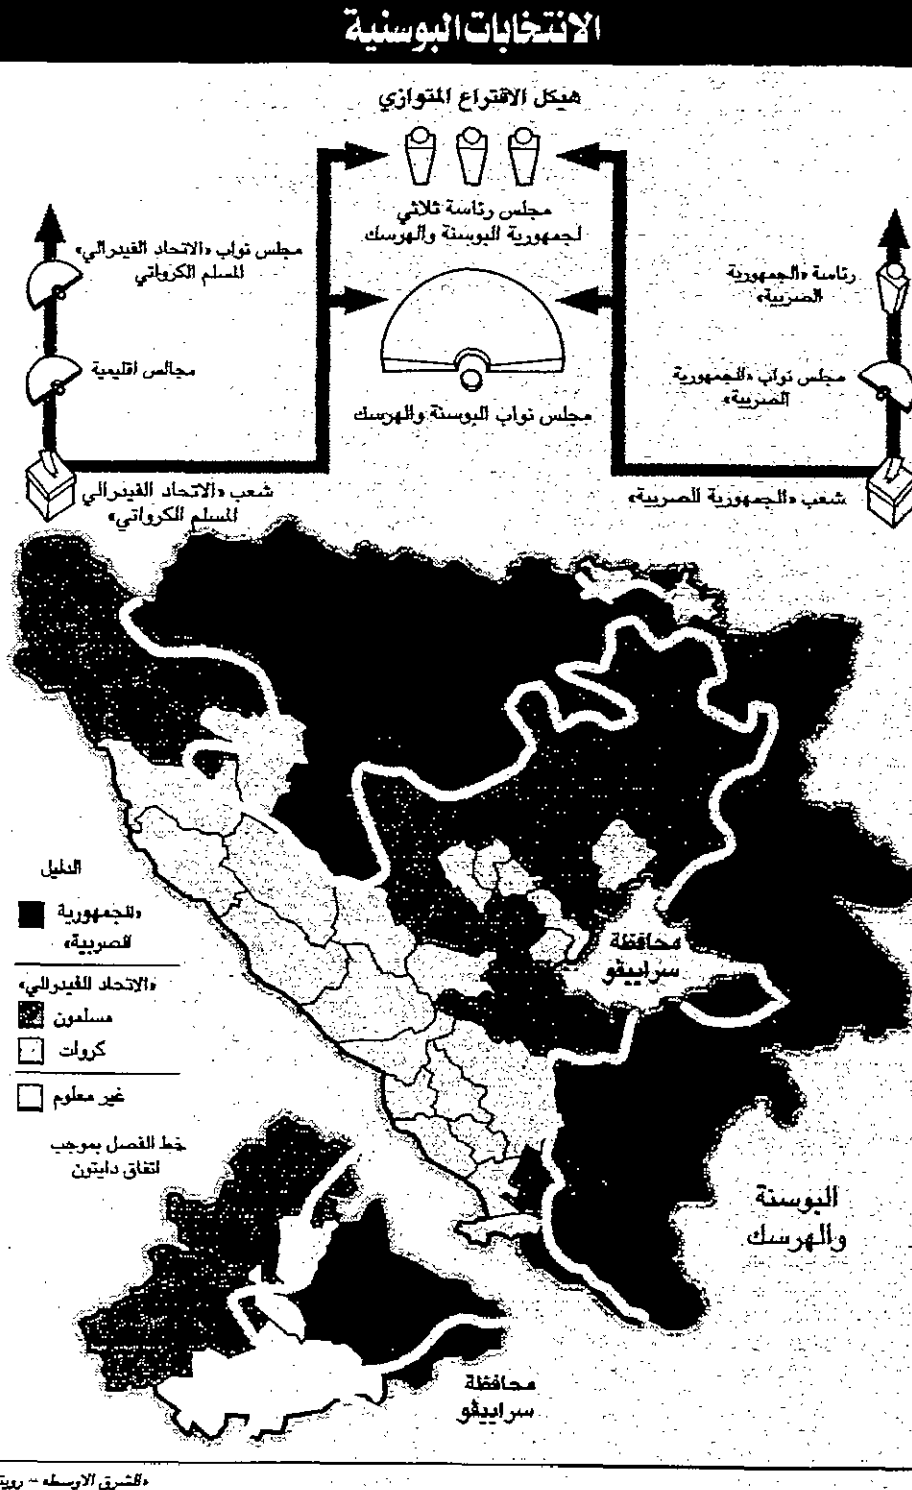 الانتخابات البوسنية
هيكل الاقتراع المتوازي
مجلس رئاسة ثلاثي
لجمهورية البوسنة والهرسك
رئاسة «الجمهورية
الصربية»
مجلس نواب «الاتحاد الفيدرالي»
المسلم الكرواتي
مجلس نواب «الجمهورية
الصربية»
مجالس اقليمية
مجلس نواب البوسنة والهرسك
شعب «الجمهورية الصربية»
شعب «الاتحاد الفيدرالي
المسلم الكرواتي»
محافظة
سراييفو
الدليل
«الجمهورية
الصربية»
«الاتحاد الفيدرالي»
مسلمون
كروات
غير معلوم
خط الفصل بموجب
اتفاق دايتون
البوسنة
والهرسك
محافظة
سراييفو
«الشرق الاوسط» -